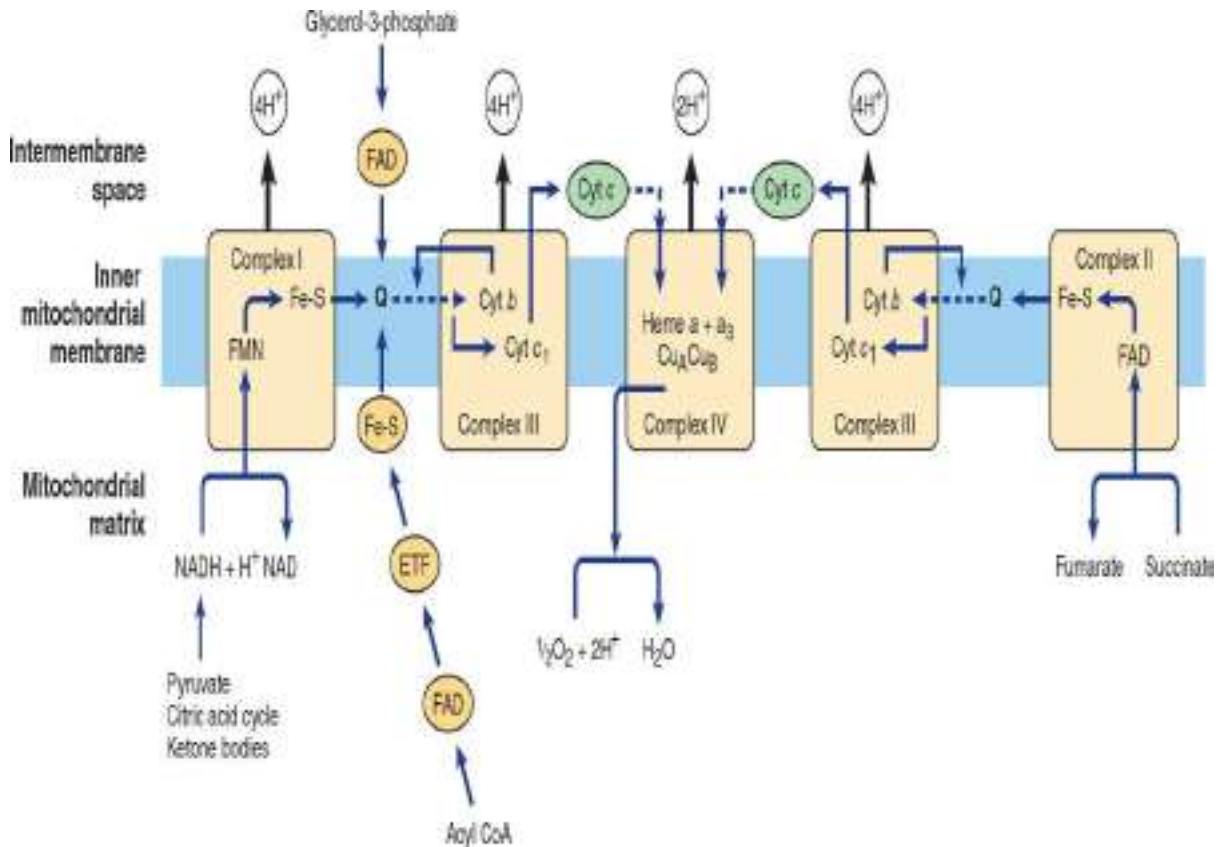 Glycerol-3-phosphate
4H+
4H+
2H+
4H+
Intermembrane
space
FAD
Cyt c
Cyt c
Inner
mitochondrial
membrane
Complex I
Fe-S
FMN
Q
Cyt b
Cyt c1
Complex III
Heme a + a3
CuACuB
Complex IV
Cyt b
Cyt c1
Complex III
Q
Complex II
Fe-S
FAD
Fe-S
Mitochondrial
matrix
NADH + H+ NAD
ETF
½O2 + 2H+
H2O
Fumarate
Succinate
Pyruvate
Citric acid cycle
Ketone bodies
FAD
Acyl CoA